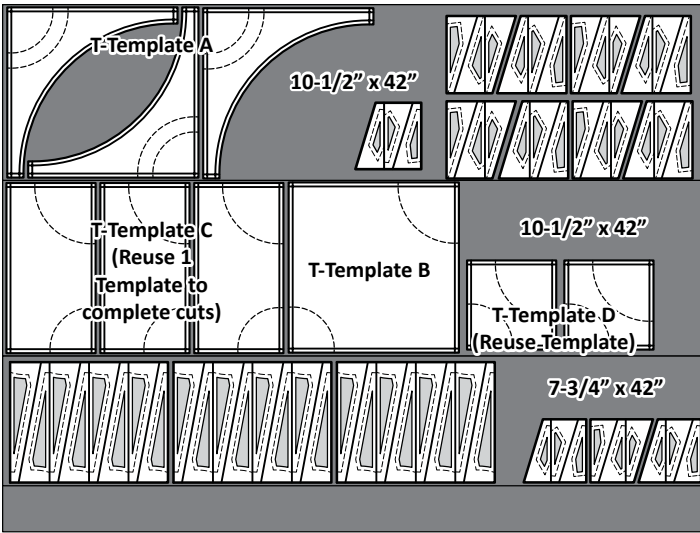 T-Template A
10-1/2” x 42”
T-Template C
(Reuse 1
Template to
complete cuts)
T-Template B
10-1/2” x 42”
T-Template D
(Reuse Template)
7-3/4” x 42”